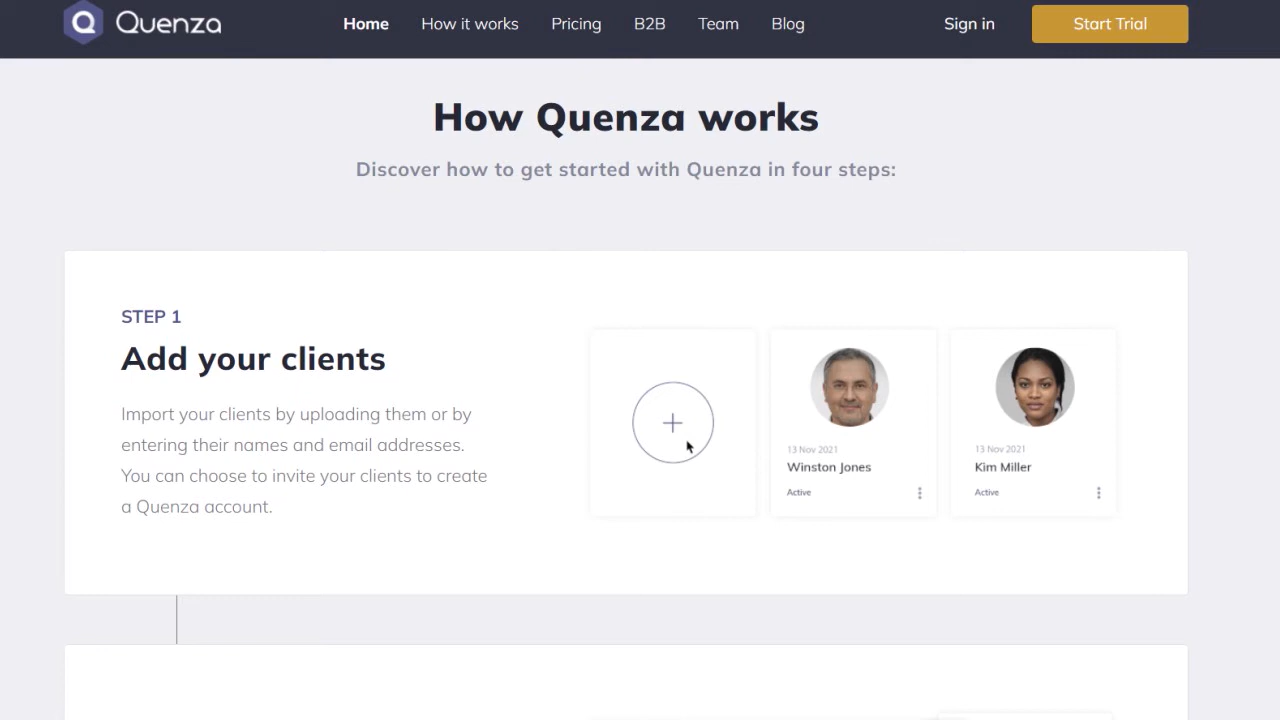 Quenza
Home How it works Pricing B2B Team Blog Sign in Start Trial
How Quenza works
Discover how to get started with Quenza in four steps:
STEP 1
Add your clients
Import your clients by uploading them or by
entering their names and email addresses.
You can choose to invite your clients to create
a Quenza account.
13 Nov 2021
Winston Jones
Active
13 Nov 2021
Kim Miller
Active